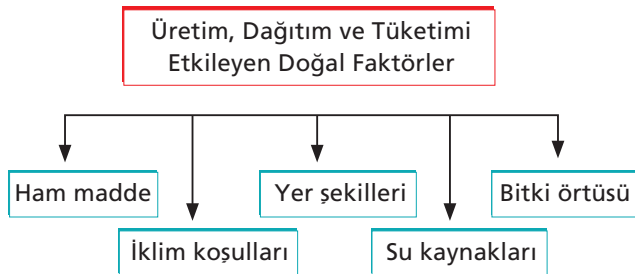 Üretim, Dağıtım ve Tüketimi
Etkileyen Doğal Faktörler
Ham madde
Yer şekilleri
Bitki örtüsü
İklim koşulları
Su kaynakları